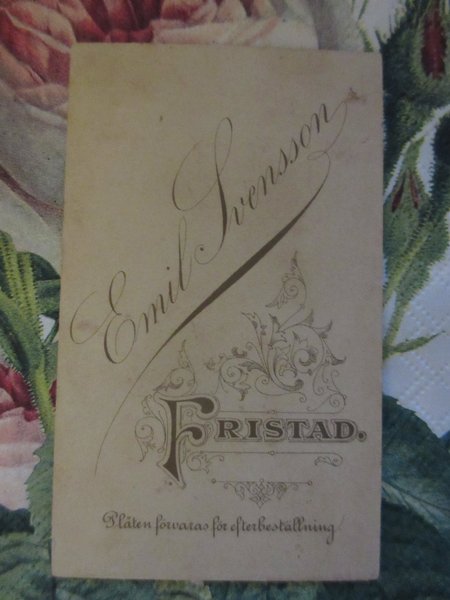 Emil Svensson
FRISTAD.
Plåten förvaras för efterbeställning